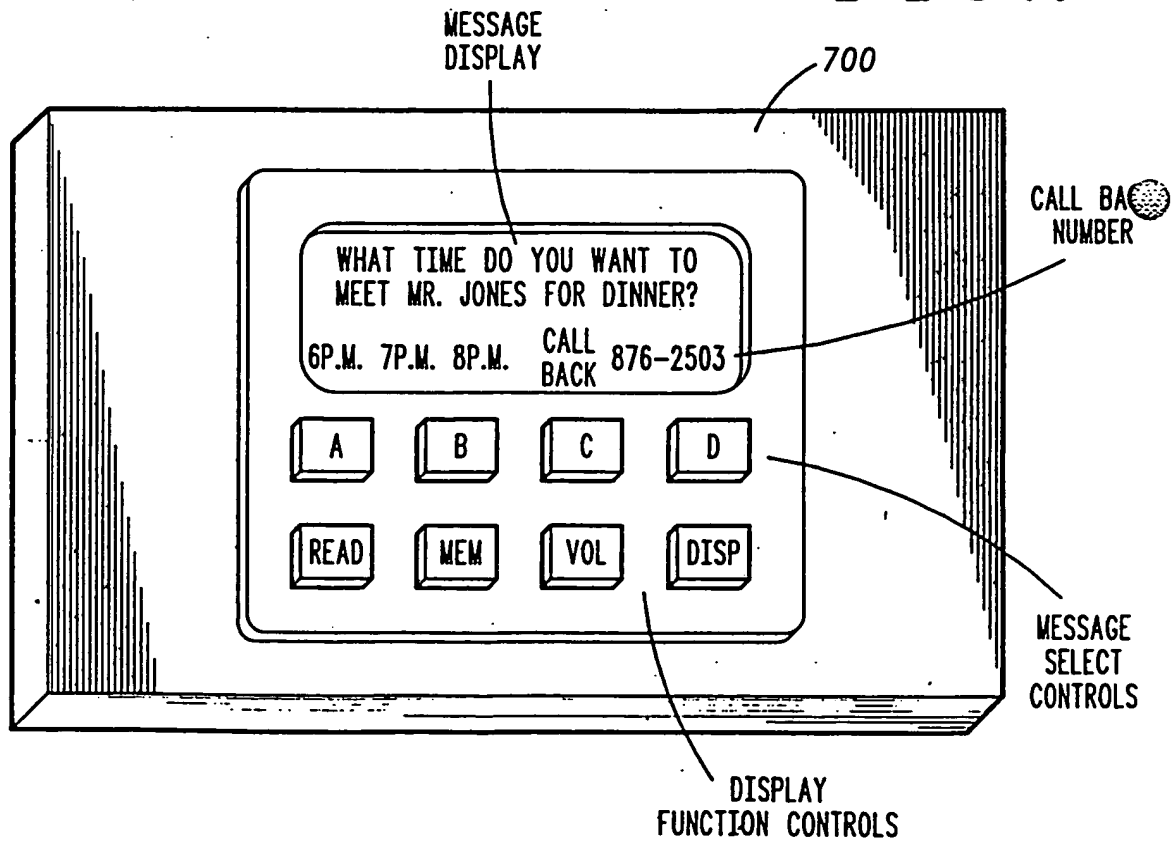 MESSAGE
DISPLAY
700
CALL
NUMBER
WHAT TIME DO YOU WANT TO
MEET MR. JONES FOR DINNER?
6P.M. 7P.M. 8P.M. CALL BACK 876-2503
A B C D
READ MEM VOL DISP
MESSAGE
SELECT
CONTROLS
DISPLAY
FUNCTION CONTROLS